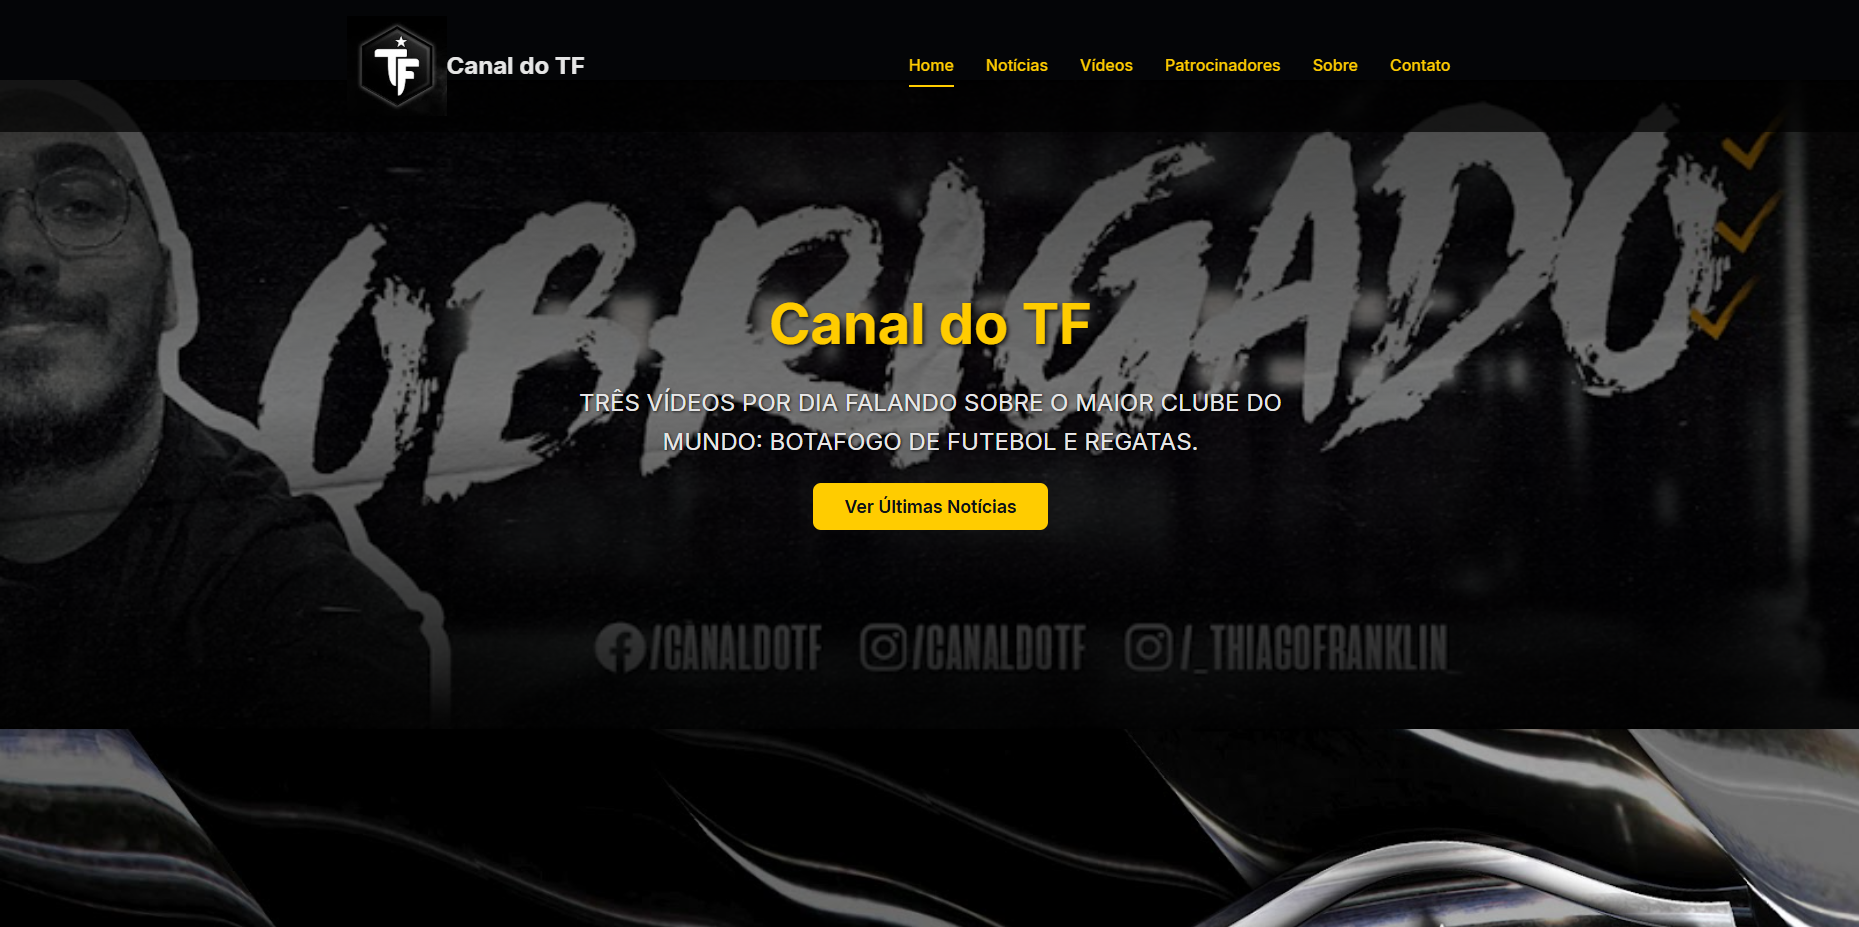 TF
Canal do TF
Home
Notícias
Vídeos
Patrocinadores
Sobre
Contato
OBRIGADO
Canal do TF
TRÊS VÍDEOS POR DIA FALANDO SOBRE O MAIOR CLUBE DO
MUNDO: BOTAFOGO DE FUTEBOL E REGATAS.
Ver Últimas Notícias
/CANALDOTF
/CANALDOTF
/_THIAGOFRANKLIN_